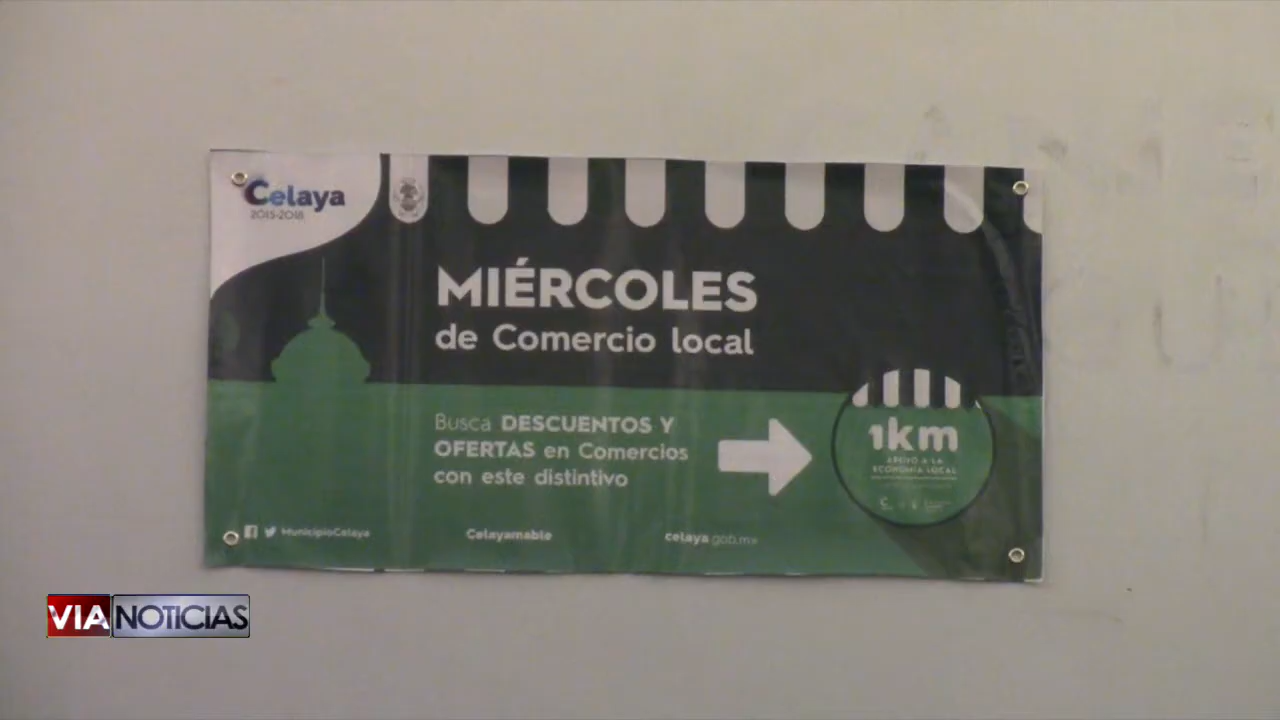 Celaya
2015-2018
MIÉRCOLES
de Comercio local
Busca DESCUENTOS Y
OFERTAS en Comercios
con este distintivo
1km
APOYO A LA
ECONOMÍA LOCAL
MunicipioCelaya
Celayamable
celaya.gob.mx
VIA NOTICIAS